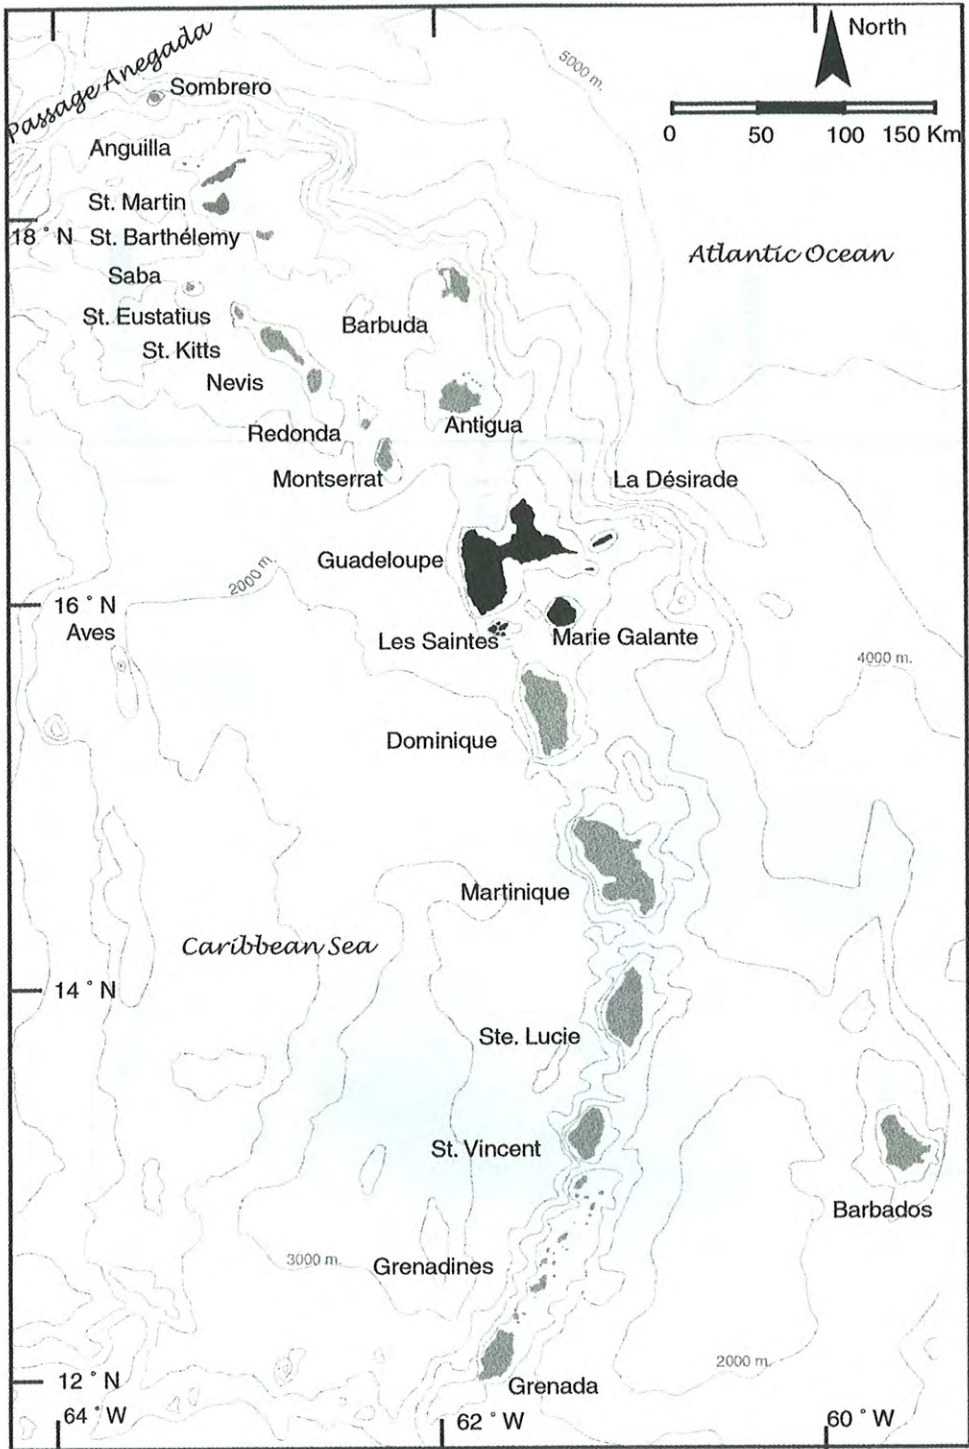 North
5000 m.
Passage Anegada
Sombrero
0 50 100 150 Km
Anguilla
St. Martin
18 ° N
St. Barthélemy
Atlantic Ocean
Saba
St. Eustatius
Barbuda
St. Kitts
Nevis
Antigua
Redonda
Montserrat
La Désirade
Guadeloupe
2000 m.
16 ° N
Aves
Les Saintes
Marie Galante
4000 m.
Dominique
Martinique
Caribbean Sea
14 ° N
Ste. Lucie
St. Vincent
Barbados
3000 m.
Grenadines
2000 m.
12 ° N
Grenada
64 ° W
62 ° W
60 ° W